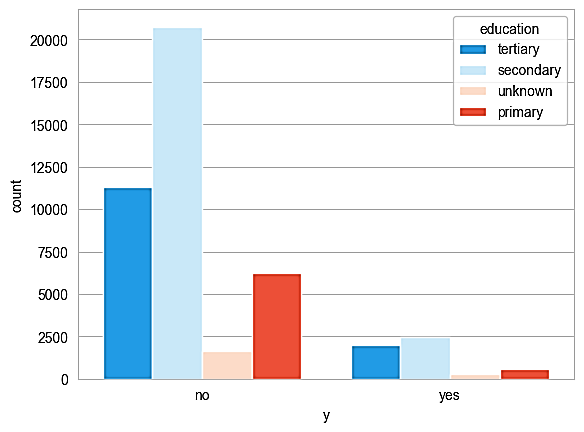 education
tertiary
secondary
unknown
primary
20000
17500
15000
12500
10000
7500
5000
2500
0
count
no yes
y